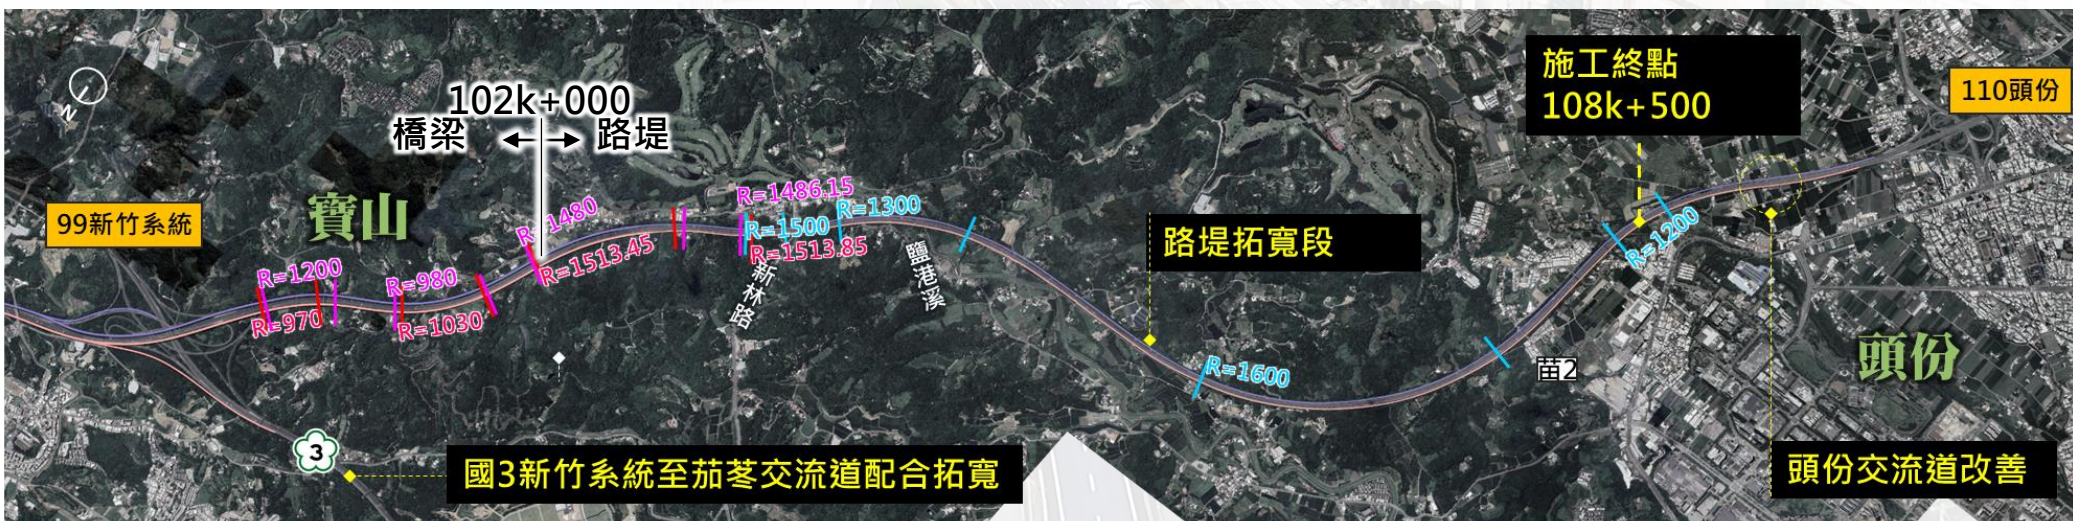 施工終點
108k+500
110頭份
102k+000
橋梁
路堤
N
寶山
99新竹系統
R=1200
R=970
R=980
R=1030
R=1480
R=1513.45
R=1486.15
R=1500
R=1513.85
R=1300
新林路
鹽港溪
路堤拓寬段
R=1200
R=1600
苗2
頭份
3
國3新竹系統至茄苳交流道配合拓寬
頭份交流道改善